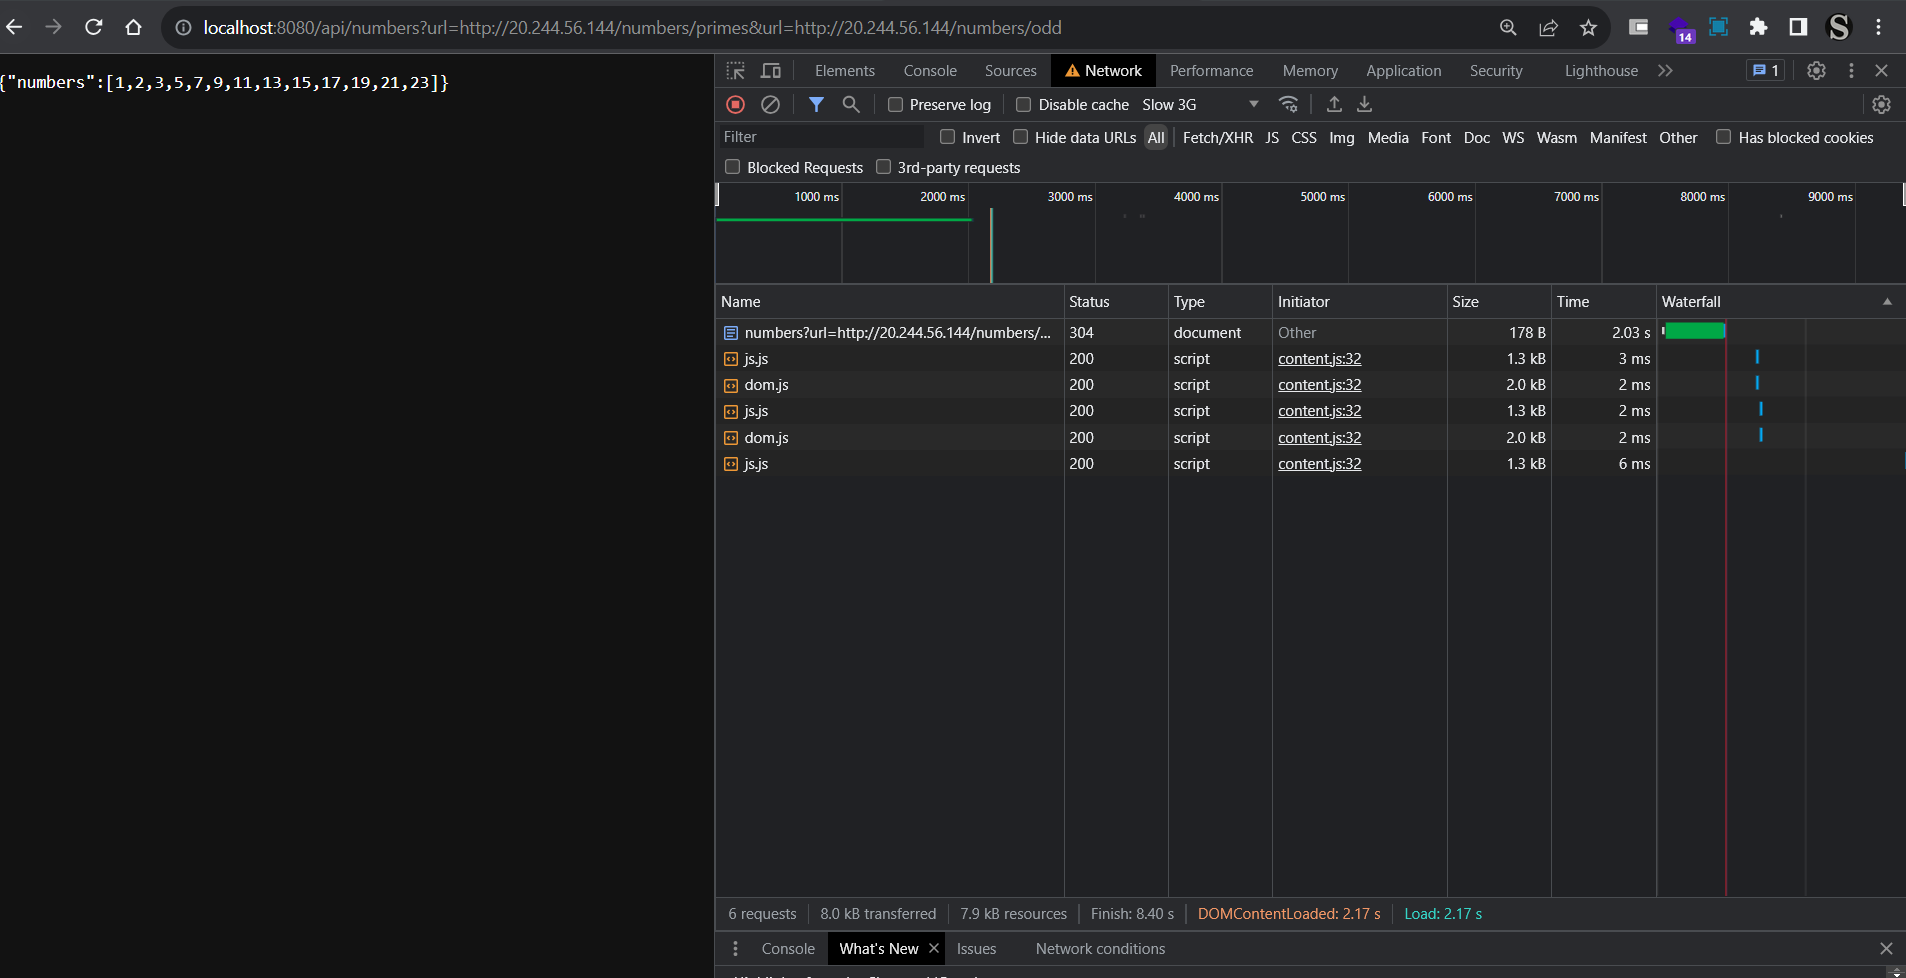 localhost:8080/api/numbers?url=http://20.244.56.144/numbers/primes&url=http://20.244.56.144/numbers/odd
14
S
{"numbers":[1,2,3,5,7,9,11,13,15,17,19,21,23]}
Elements Console Sources Network Performance Memory Application Security Lighthouse 1
Preserve log Disable cache Slow 3G
Filter Invert Hide data URLs All Fetch/XHR JS CSS Img Media Font Doc WS Wasm Manifest Other Has blocked cookies
Blocked Requests 3rd-party requests
1000 ms 2000 ms 3000 ms 4000 ms 5000 ms 6000 ms 7000 ms 8000 ms 9000 ms
Name Status Type Initiator Size Time Waterfall
numbers?url=http://20.244.56.144/numbers/... 304 document Other 178 B 2.03 s
js.js 200 script content.js:32 1.3 kB 3 ms
dom.js 200 script content.js:32 2.0 kB 2 ms
js.js 200 script content.js:32 1.3 kB 2 ms
dom.js 200 script content.js:32 2.0 kB 2 ms
js.js 200 script content.js:32 1.3 kB 6 ms
6 requests 8.0 kB transferred 7.9 kB resources Finish: 8.40 s DOMContentLoaded: 2.17 s Load: 2.17 s
Console What's New Issues Network conditions